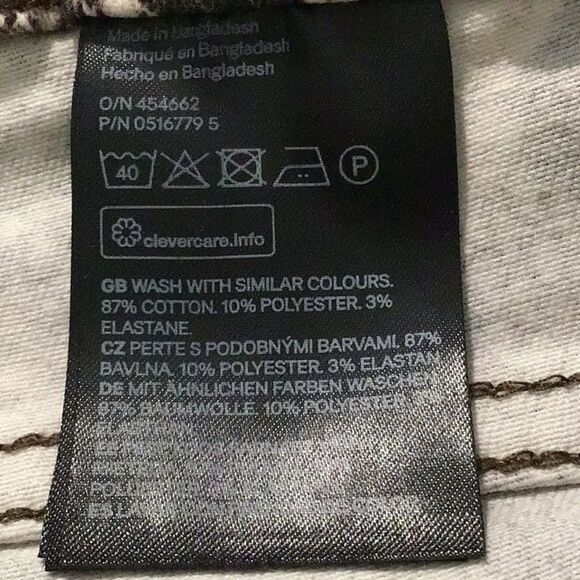 Made in Bangladesh
Fabriqué en Bangladesh
Hecho en Bangladesh
O/N 454662
P/N 0516779 5
40 P
clevercare.info
GB WASH WITH SIMILAR COLOURS.
87% COTTON. 10% POLYESTER. 3%
ELASTANE.
CZ PERTE S PODOBNÝMI BARVAMI. 87%
BAVLNA. 10% POLYESTER. 3% ELASTAN
DE MIT ÄHNLICHEN FARBEN WASCHEN
87% BAUMWOLLE. 10% POLYESTER.